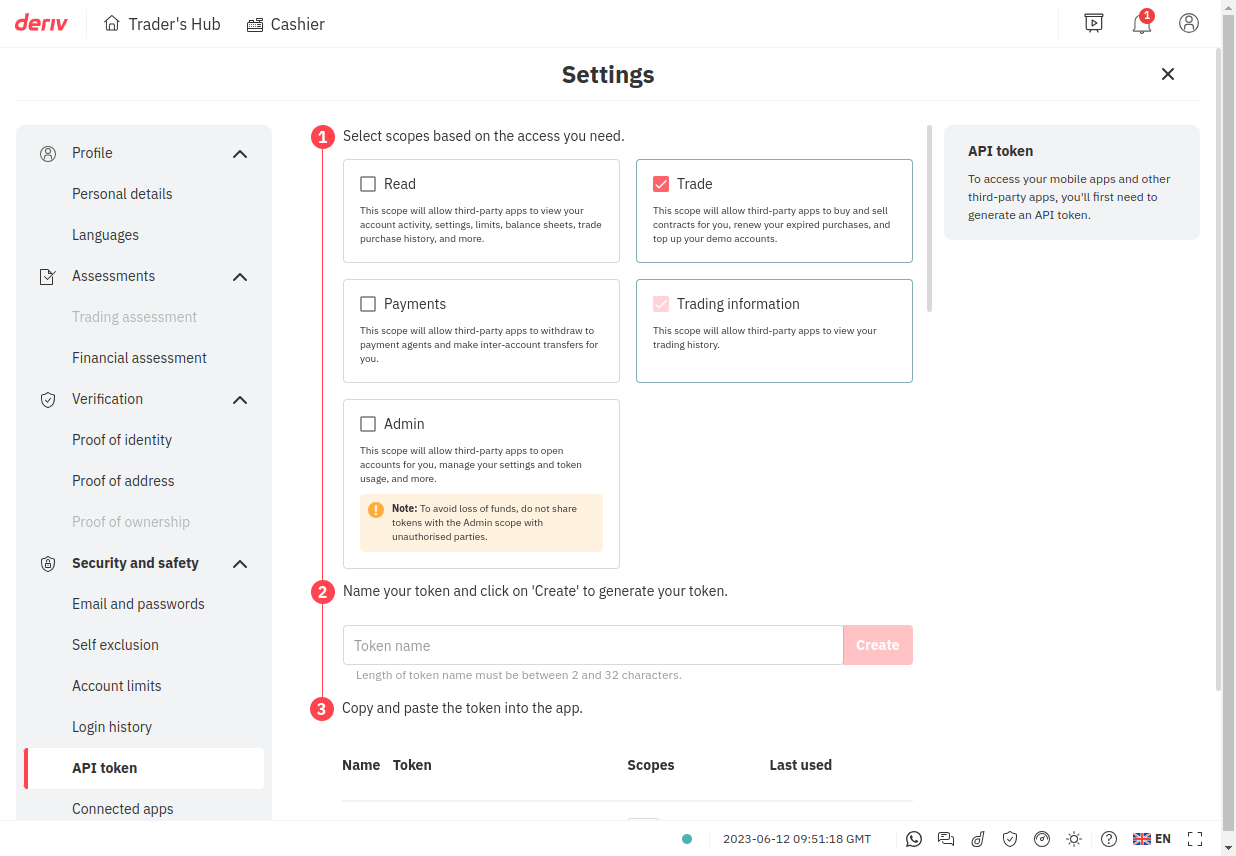 deriv
Trader's Hub
Cashier
1
Settings
Profile
Personal details
Languages
Assessments
Trading assessment
Financial assessment
Verification
Proof of identity
Proof of address
Proof of ownership
Security and safety
Email and passwords
Self exclusion
Account limits
Login history
API token
Connected apps
1
Select scopes based on the access you need.
Read
This scope will allow third-party apps to view your
account activity, settings, limits, balance sheets, trade
purchase history, and more.
Trade
This scope will allow third-party apps to buy and sell
contracts for you, renew your expired purchases, and
top up your demo accounts.
Payments
This scope will allow third-party apps to withdraw to
payment agents and make inter-account transfers for
you.
Trading information
This scope will allow third-party apps to view your
trading history.
Admin
This scope will allow third-party apps to open
accounts for you, manage your settings and token
usage, and more.
Note: To avoid loss of funds, do not share
tokens with the Admin scope with
unauthorised parties.
2
Name your token and click on 'Create' to generate your token.
Token name
Create
Length of token name must be between 2 and 32 characters.
3
Copy and paste the token into the app.
Name Token Scopes Last used
API token
To access your mobile apps and other
third-party apps, you'll first need to
generate an API token.
2023-06-12 09:51:18 GMT
EN